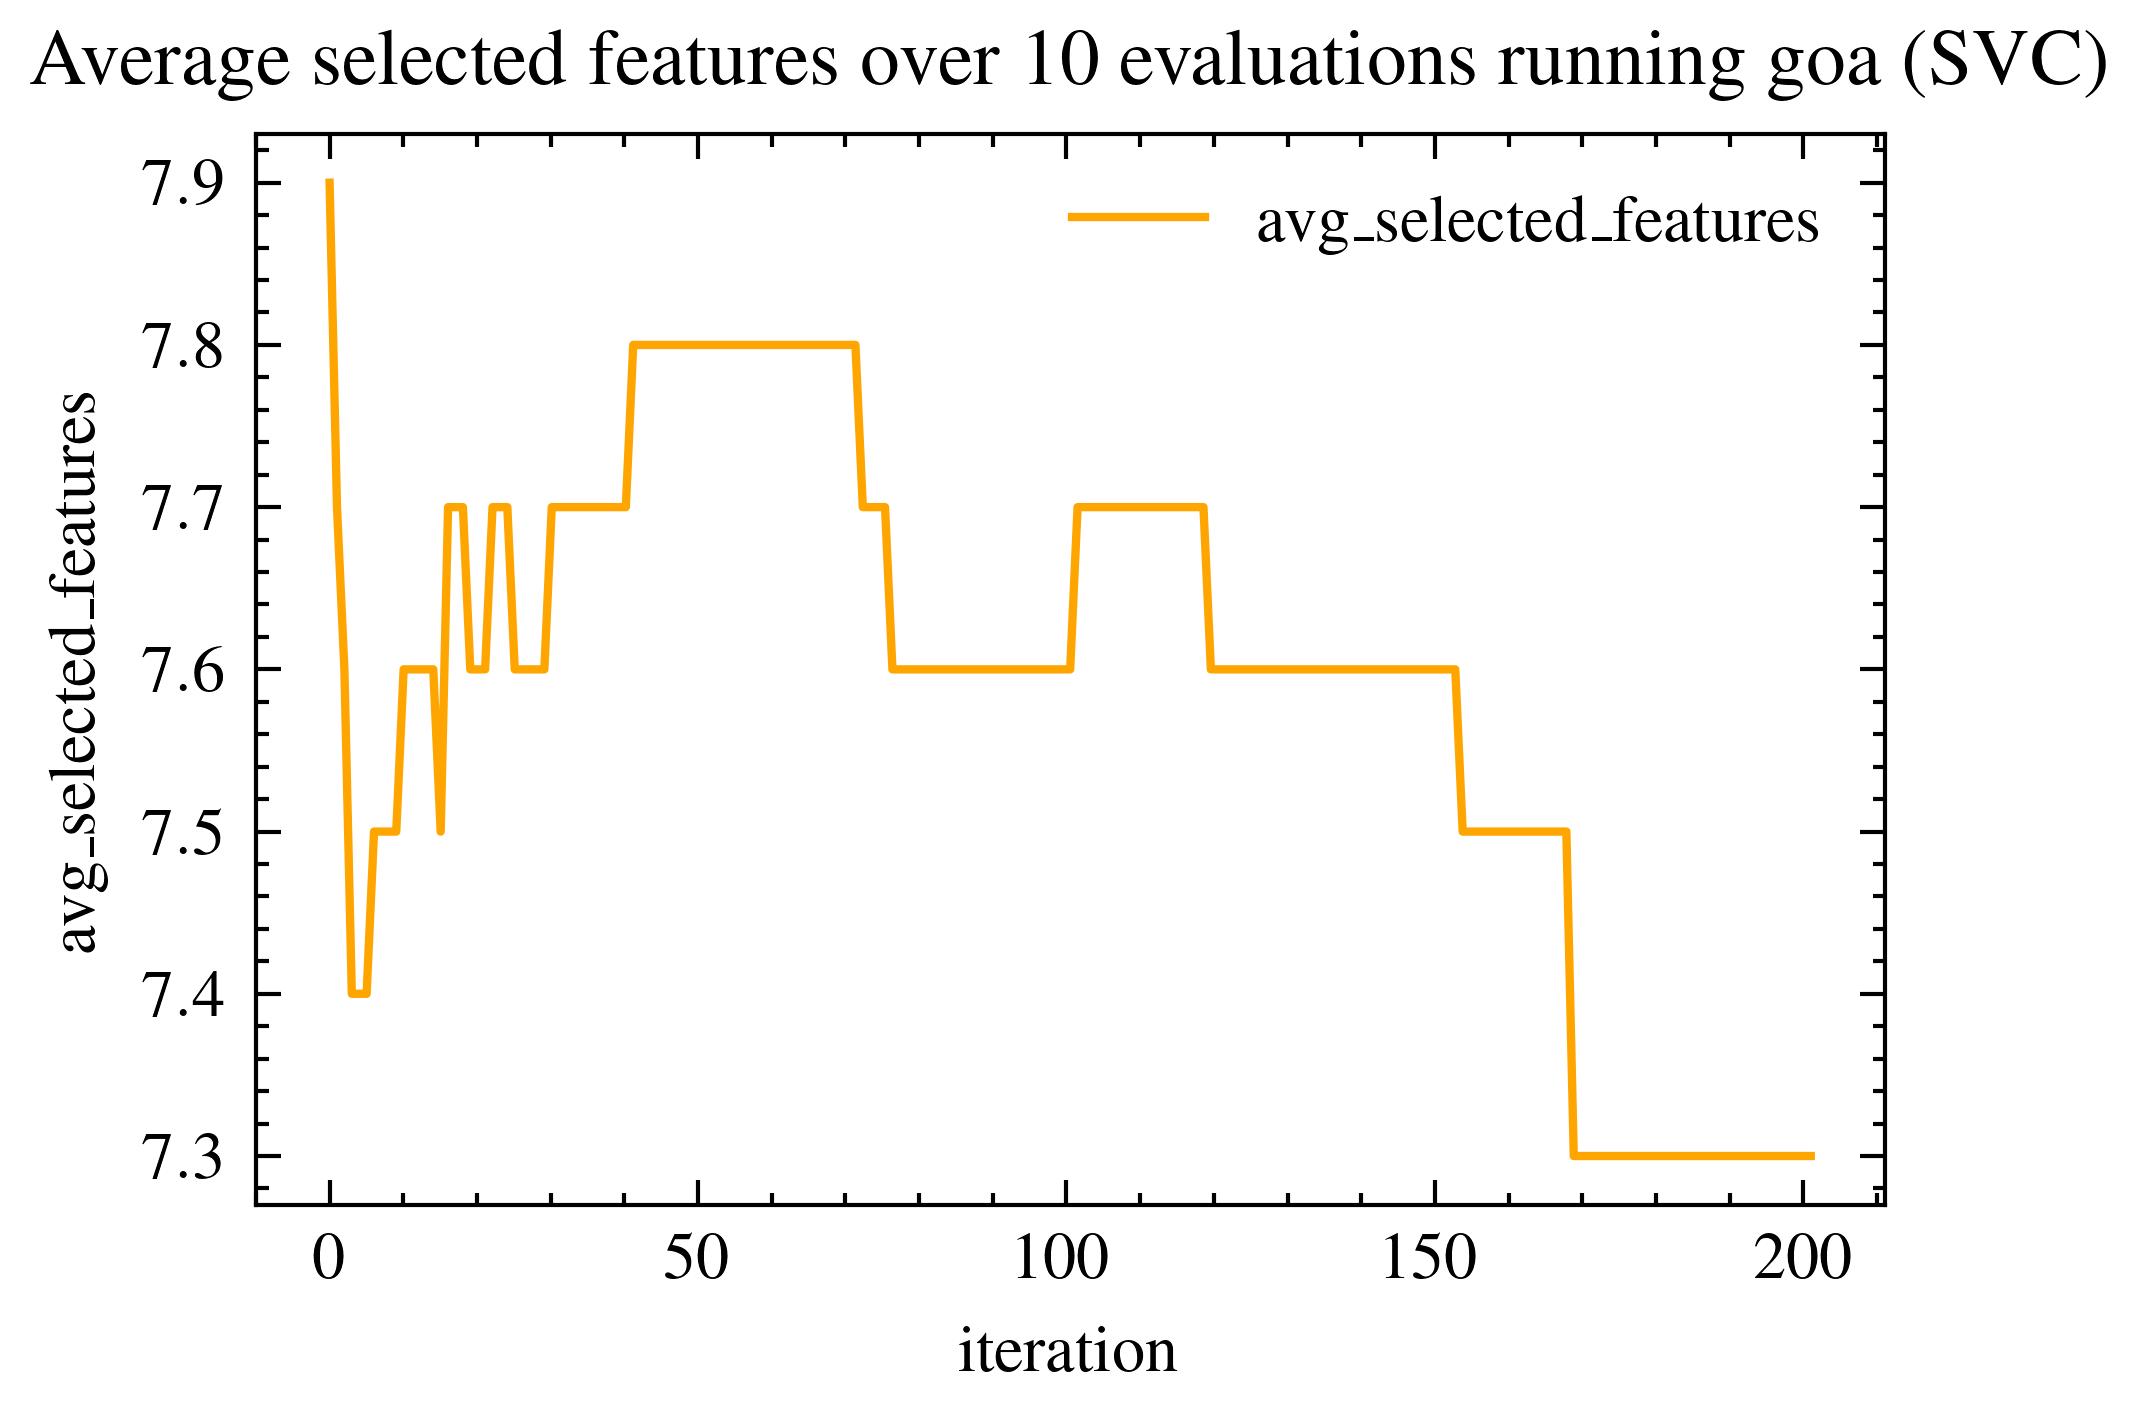 Average selected features over 10 evaluations running goa (SVC)
avg_selected_features
avg_selected_features
7.9
7.8
7.7
7.6
7.5
7.4
7.3
0 50 100 150 200
iteration